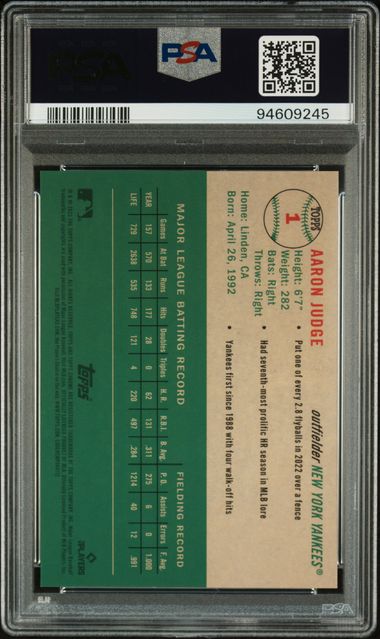 PSA
PSA
94609245
TOPPS
1
AARON JUDGE
outfielder NEW YORK YANKEES®
Height: 6'7"
Weight: 282
Bats: Right
Throws: Right
Home: Linden, CA
Born: April 26, 1992
• Put one of every 2.8 flyballs in 2022 over a fence
• Had seventh-most prolific HR season in MLB lore
• Yankees first since 1988 with four walk-off hits
MAJOR LEAGUE BATTING RECORD FIELDING RECORD
Games At Bat Runs Hits Doubles Triples H.R. R.B.I. B. Avg. P.O. Assists Errors F. Avg.
YEAR 157 570 133 177 28 0 62 131 .311 275 6 0 1.000
LIFE 729 2638 535 748 121 4 220 497 .284 1214 40 12 .991
topps
PLAYERS
PSA